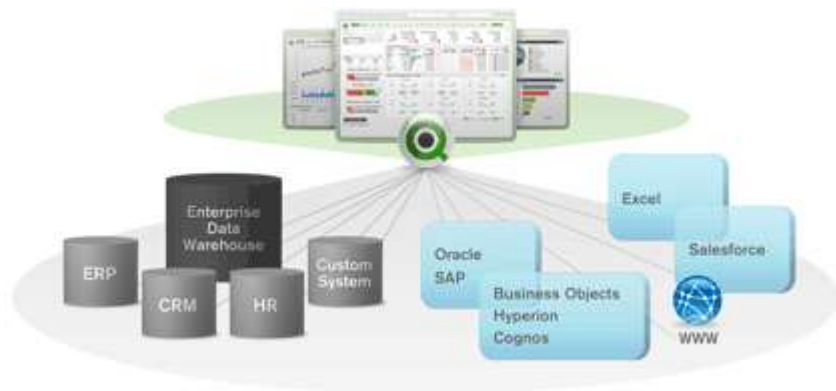 Enterprise
Data
Warehouse
ERP
CRM
HR
Custom
System
Oracle
SAP
Business Objects
Hyperion
Cognos
Excel
Salesforce
WWW